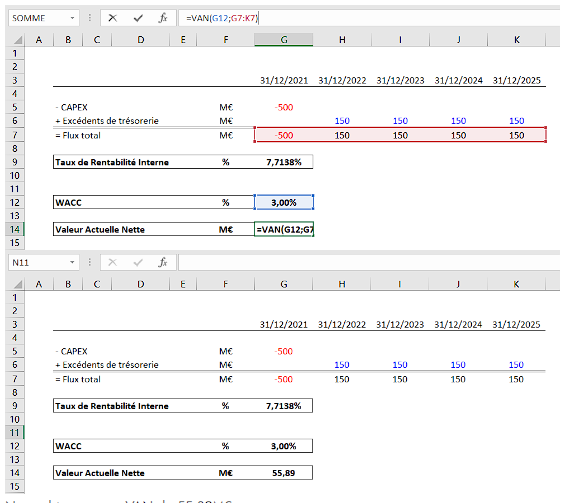 SOMME =VAN(G12;G7:K7)
A B C D E F G H I J K
1
2
3 31/12/2021 31/12/2022 31/12/2023 31/12/2024 31/12/2025
4
5 - CAPEX M€ -500
6 + Excédents de trésorerie M€ 150 150 150 150
7 = Flux total M€ -500 150 150 150 150
8
9 Taux de Rentabilité Interne % 7,7138%
10
11
12 WACC % 3,00%
13
14 Valeur Actuelle Nette M€ =VAN(G12;G7
15
N11
A B C D E F G H I J K
1
2
3 31/12/2021 31/12/2022 31/12/2023 31/12/2024 31/12/2025
4
5 - CAPEX M€ -500
6 + Excédents de trésorerie M€ 150 150 150 150
7 = Flux total M€ -500 150 150 150 150
8
9 Taux de Rentabilité Interne % 7,7138%
10
11
12 WACC % 3,00%
13
14 Valeur Actuelle Nette M€ 55,89
15